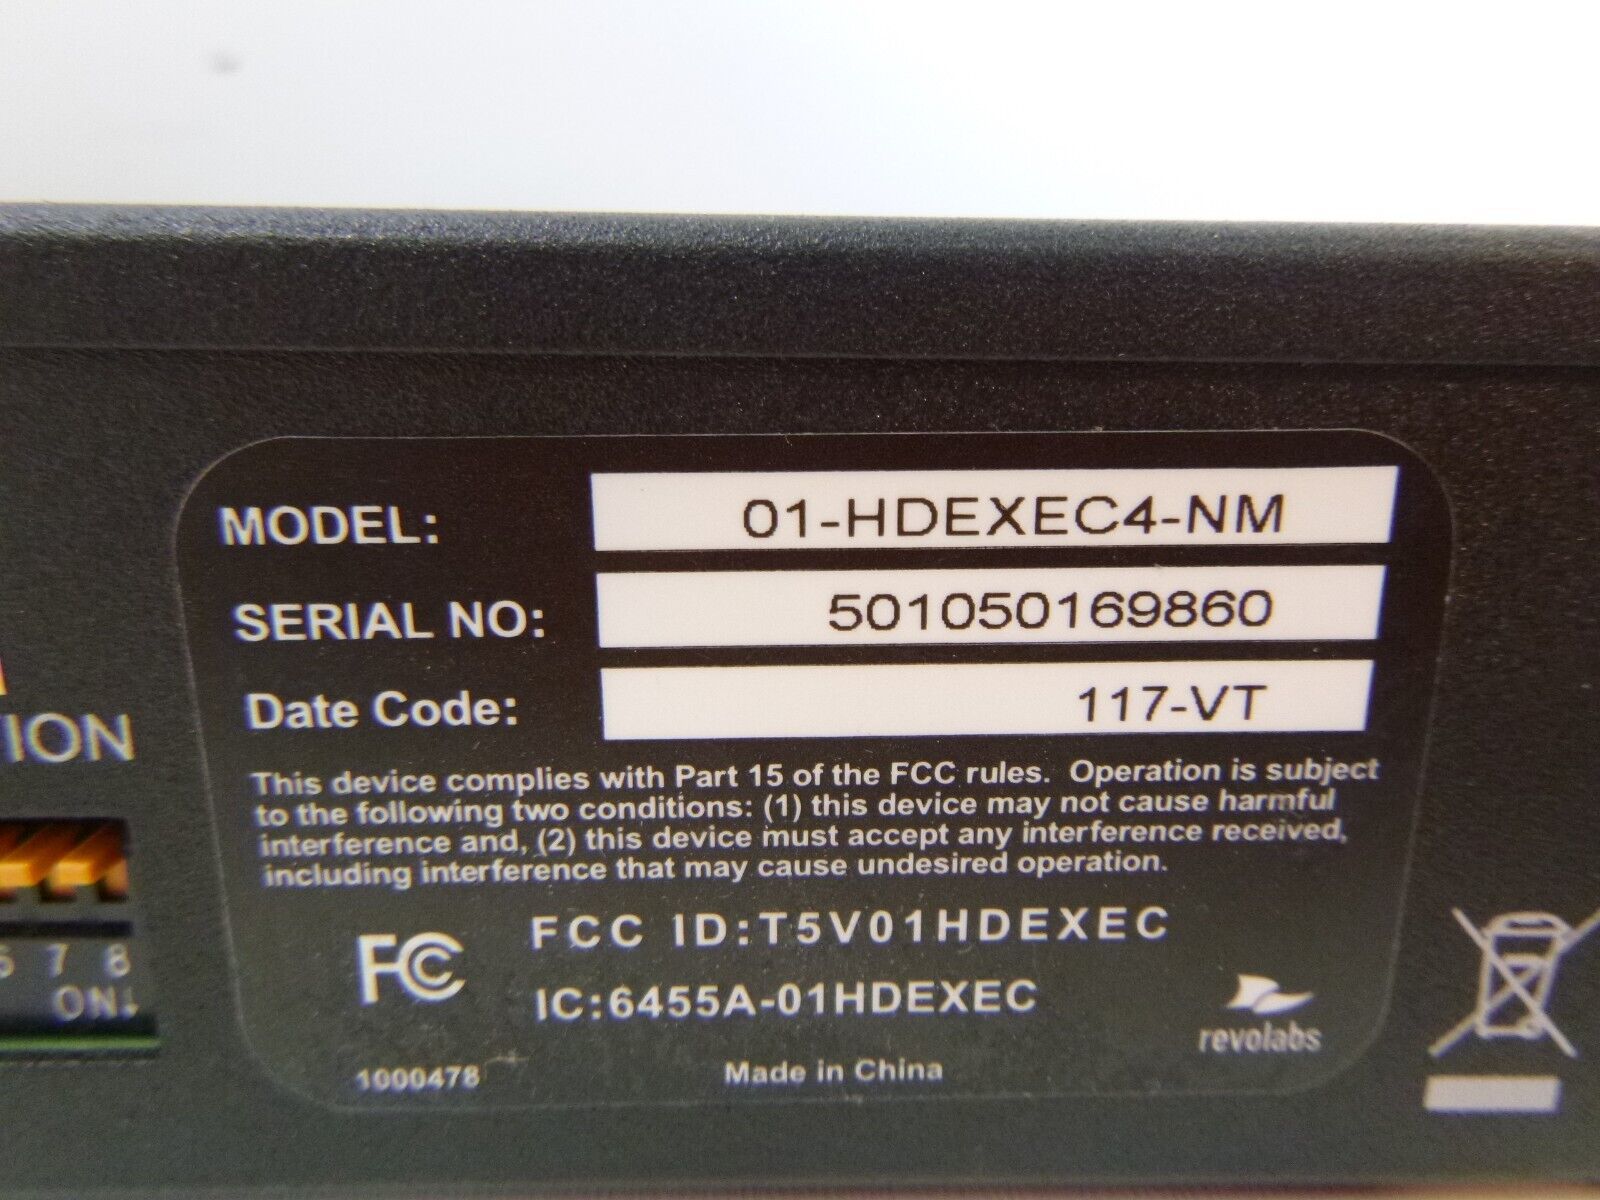 MODEL: 01-HDEXEC4-NM
SERIAL NO: 501050169860
Date Code: 117-VT
This device complies with Part 15 of the FCC rules. Operation is subject
to the following two conditions: (1) this device may not cause harmful
interference and, (2) this device must accept any interference received,
including interference that may cause undesired operation.
FC FCC ID:T5V01HDEXEC
IC:6455A-01HDEXEC
revolabs
1000478 Made in China
ION
6 7 8
ON↓